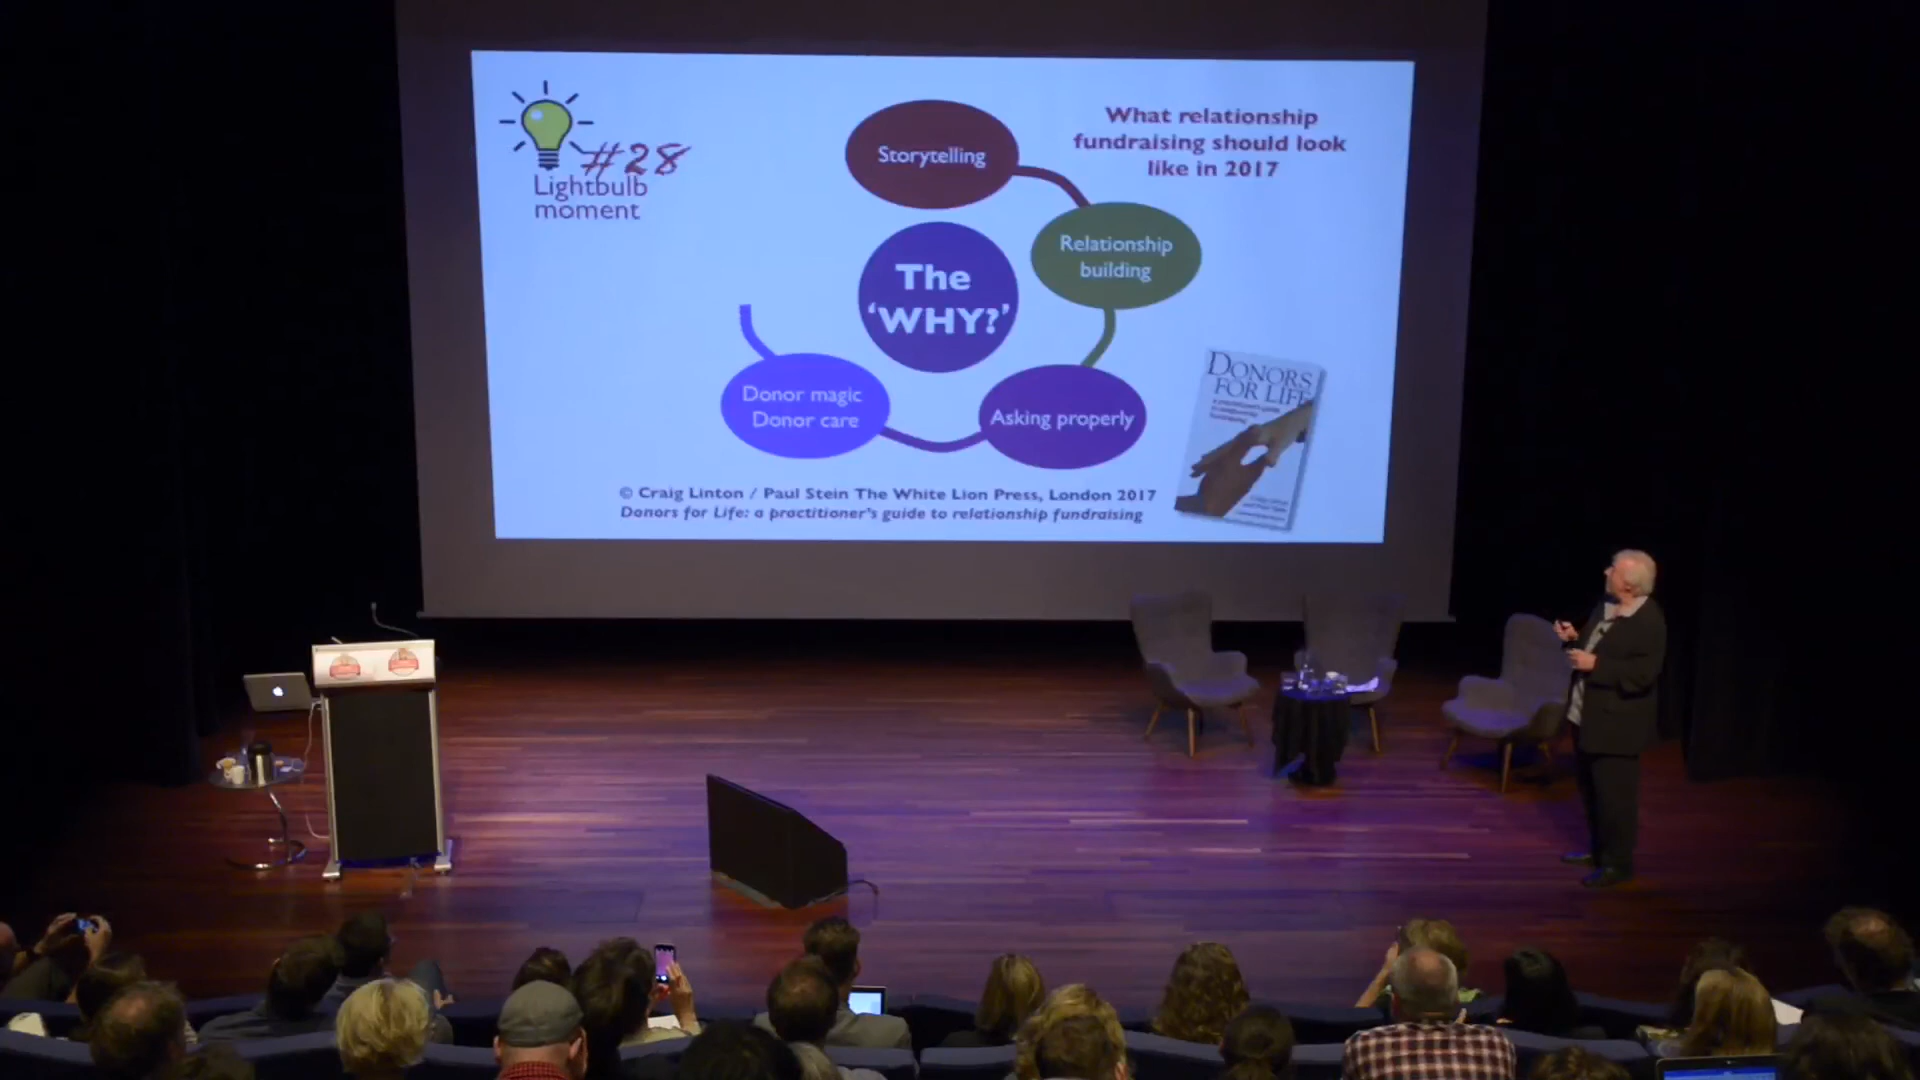 #28
Lightbulb
moment
Storytelling
What relationship
fundraising should look
like in 2017
Relationship
building
The
‘WHY?’
Donor magic
Donor care
Asking properly
DONORS
FOR LIFE
© Craig Linton / Paul Stein The White Lion Press, London 2017
Donors for Life: a practitioner’s guide to relationship fundraising